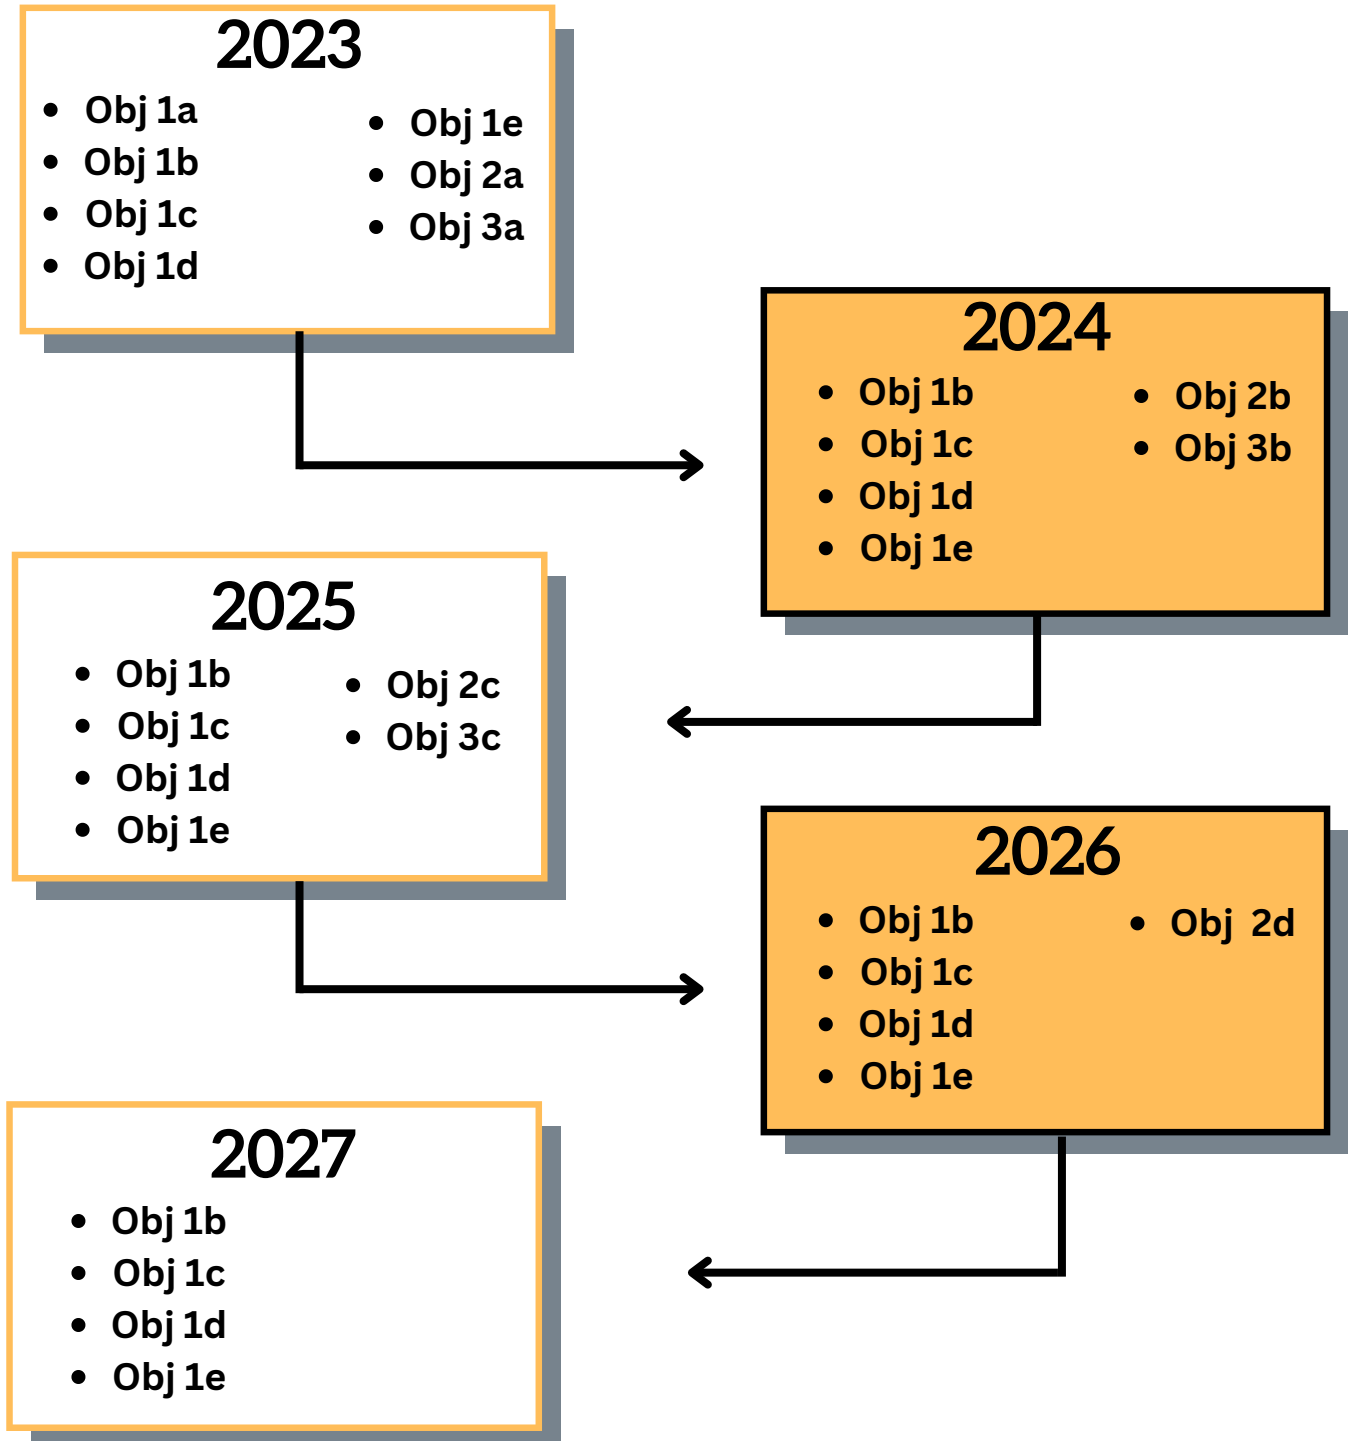 2023
• Obj 1a
• Obj 1b
• Obj 1c
• Obj 1d
• Obj 1e
• Obj 2a
• Obj 3a
2024
• Obj 1b
• Obj 1c
• Obj 1d
• Obj 1e
• Obj 2b
• Obj 3b
2025
• Obj 1b
• Obj 1c
• Obj 1d
• Obj 1e
• Obj 2c
• Obj 3c
2026
• Obj 1b
• Obj 1c
• Obj 1d
• Obj 1e
• Obj 2d
2027
• Obj 1b
• Obj 1c
• Obj 1d
• Obj 1e